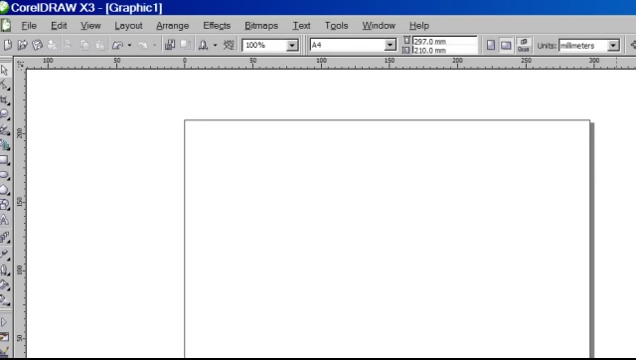 CorelDRAW X3 - [Graphic1]
File Edit View Layout Arrange Effects Bitmaps Text Tools Window Help
100% A4 297.0 mm Units: millimeters
210.0 mm
100 50 0 50 100 150 200 250 300
200
150
100
50